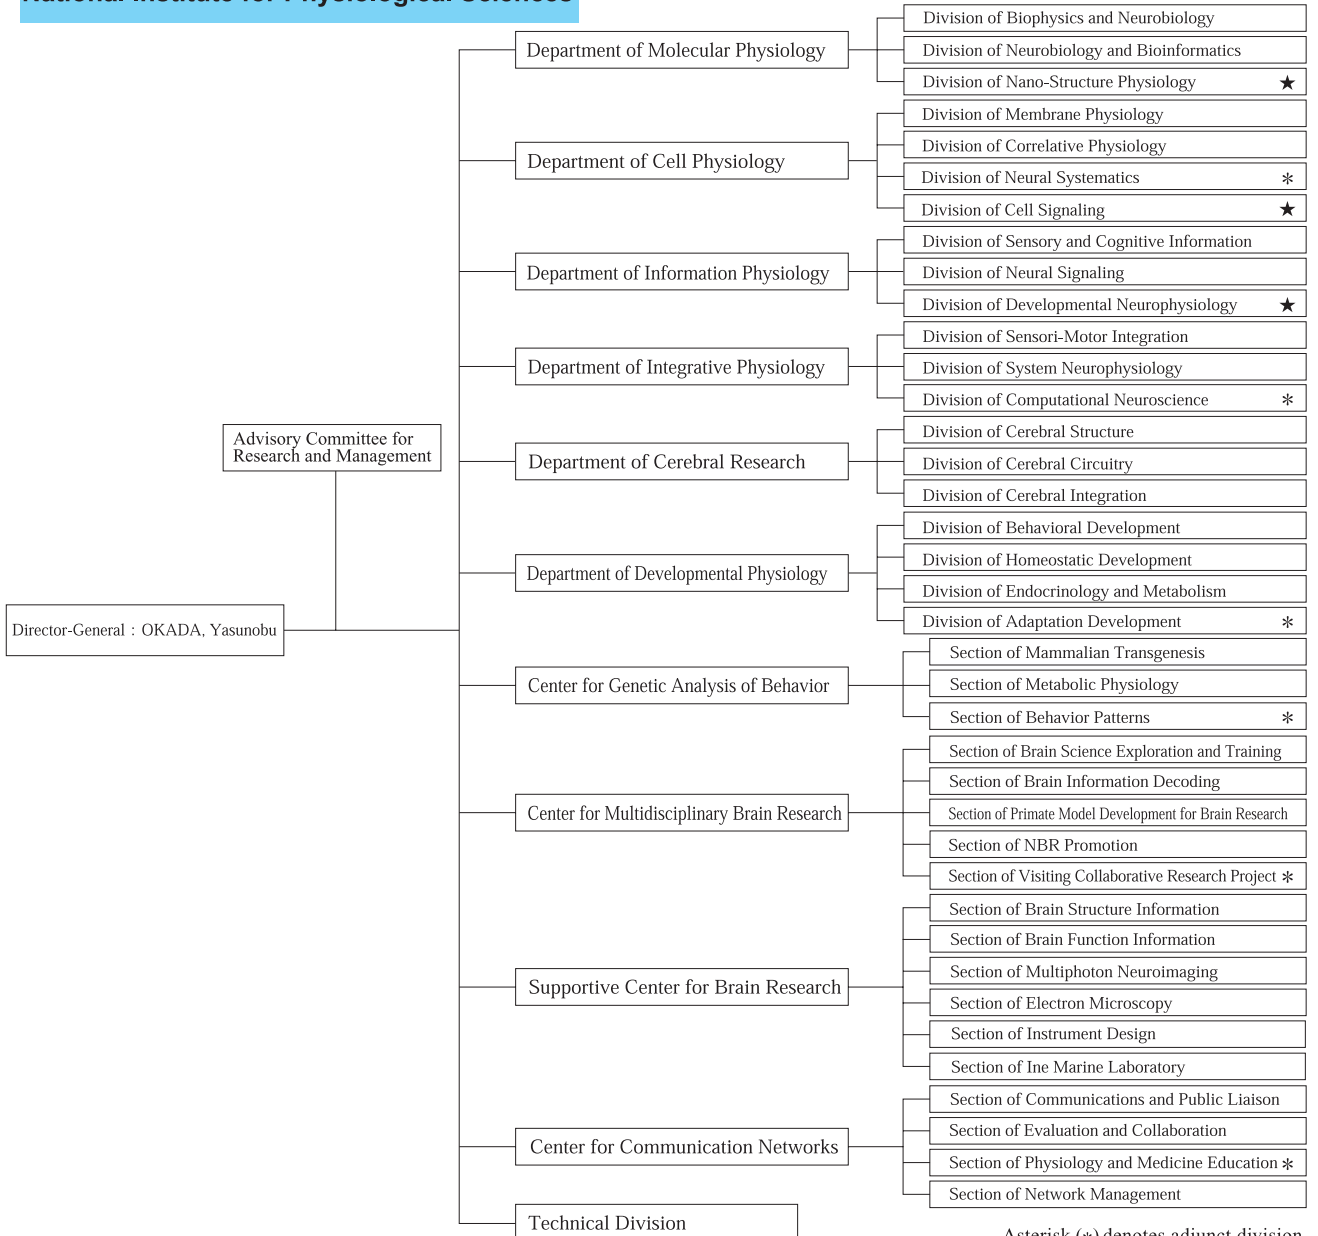 National Institute for Physiological Sciences
Division of Biophysics and Neurobiology
Department of Molecular Physiology
Division of Neurobiology and Bioinformatics
Division of Nano-Structure Physiology ★
Division of Membrane Physiology
Division of Correlative Physiology
Department of Cell Physiology
Division of Neural Systematics *
Division of Cell Signaling ★
Division of Sensory and Cognitive Information
Department of Information Physiology
Division of Neural Signaling
Division of Developmental Neurophysiology ★
Division of Sensori-Motor Integration
Department of Integrative Physiology
Division of System Neurophysiology
Division of Computational Neuroscience *
Advisory Committee for
Research and Management
Division of Cerebral Structure
Department of Cerebral Research
Division of Cerebral Circuitry
Division of Cerebral Integration
Division of Behavioral Development
Division of Homeostatic Development
Department of Developmental Physiology
Division of Endocrinology and Metabolism
Division of Adaptation Development *
Director-General : OKADA, Yasunobu
Section of Mammalian Transgenesis
Center for Genetic Analysis of Behavior
Section of Metabolic Physiology
Section of Behavior Patterns *
Section of Brain Science Exploration and Training
Section of Brain Information Decoding
Center for Multidisciplinary Brain Research
Section of Primate Model Development for Brain Research
Section of NBR Promotion
Section of Visiting Collaborative Research Project *
Section of Brain Structure Information
Section of Brain Function Information
Section of Multiphoton Neuroimaging
Supportive Center for Brain Research
Section of Electron Microscopy
Section of Instrument Design
Section of Ine Marine Laboratory
Section of Communications and Public Liaison
Section of Evaluation and Collaboration
Center for Communication Networks
Section of Physiology and Medicine Education *
Section of Network Management
Technical Division
Asterisk (*) denotes adjunct division